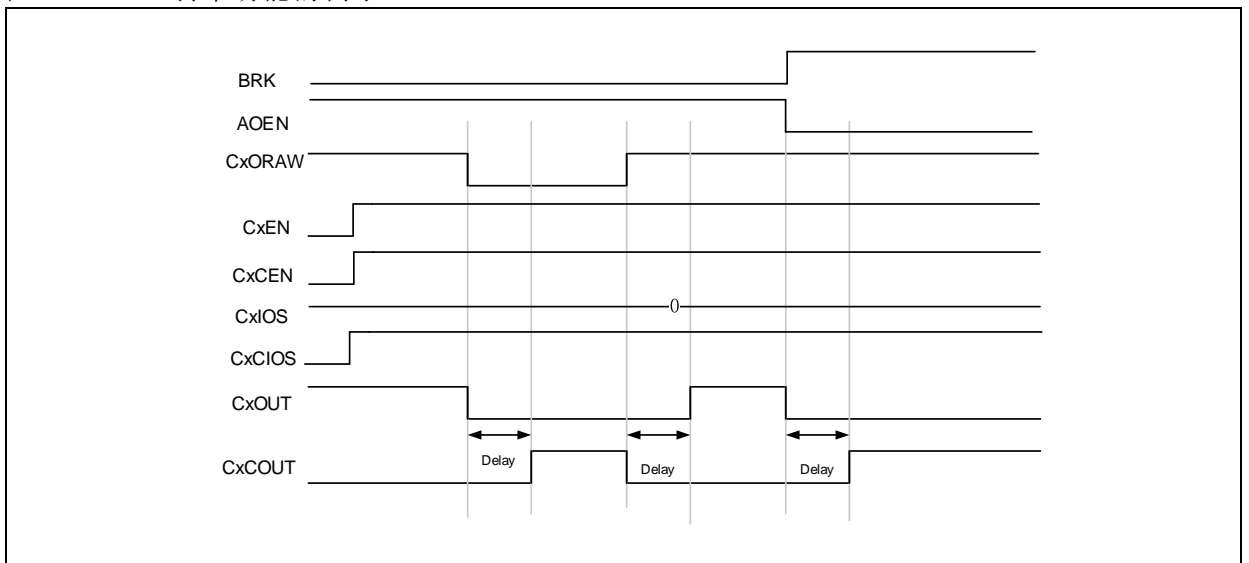 BRK
AOEN
CxORAW
CxEN
CxCEN
CxIOS
0
CxCIOS
CxOUT
Delay
Delay
Delay
CxCOUT